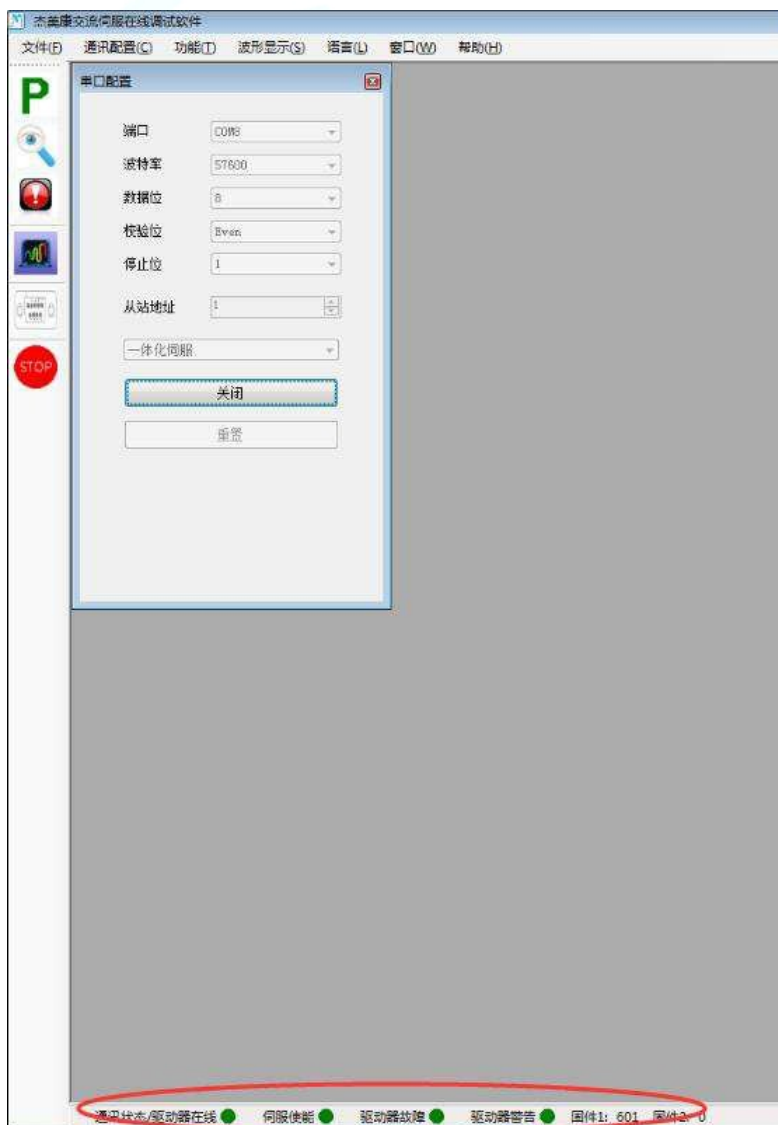 杰美康交流伺服在线调试软件
文件(F) 通讯配置(C) 功能(T) 波形显示(S) 语言(L) 窗口(W) 帮助(H)
串口配置
P
端口 COM8
波特率 57600
数据位 8
校验位 Even
停止位 1
从站地址 1
一体化伺服
STOP
关闭
重置
通讯状态/驱动器在线 伺服使能 驱动器故障 驱动器警告 固件1: 601 固件2: 0